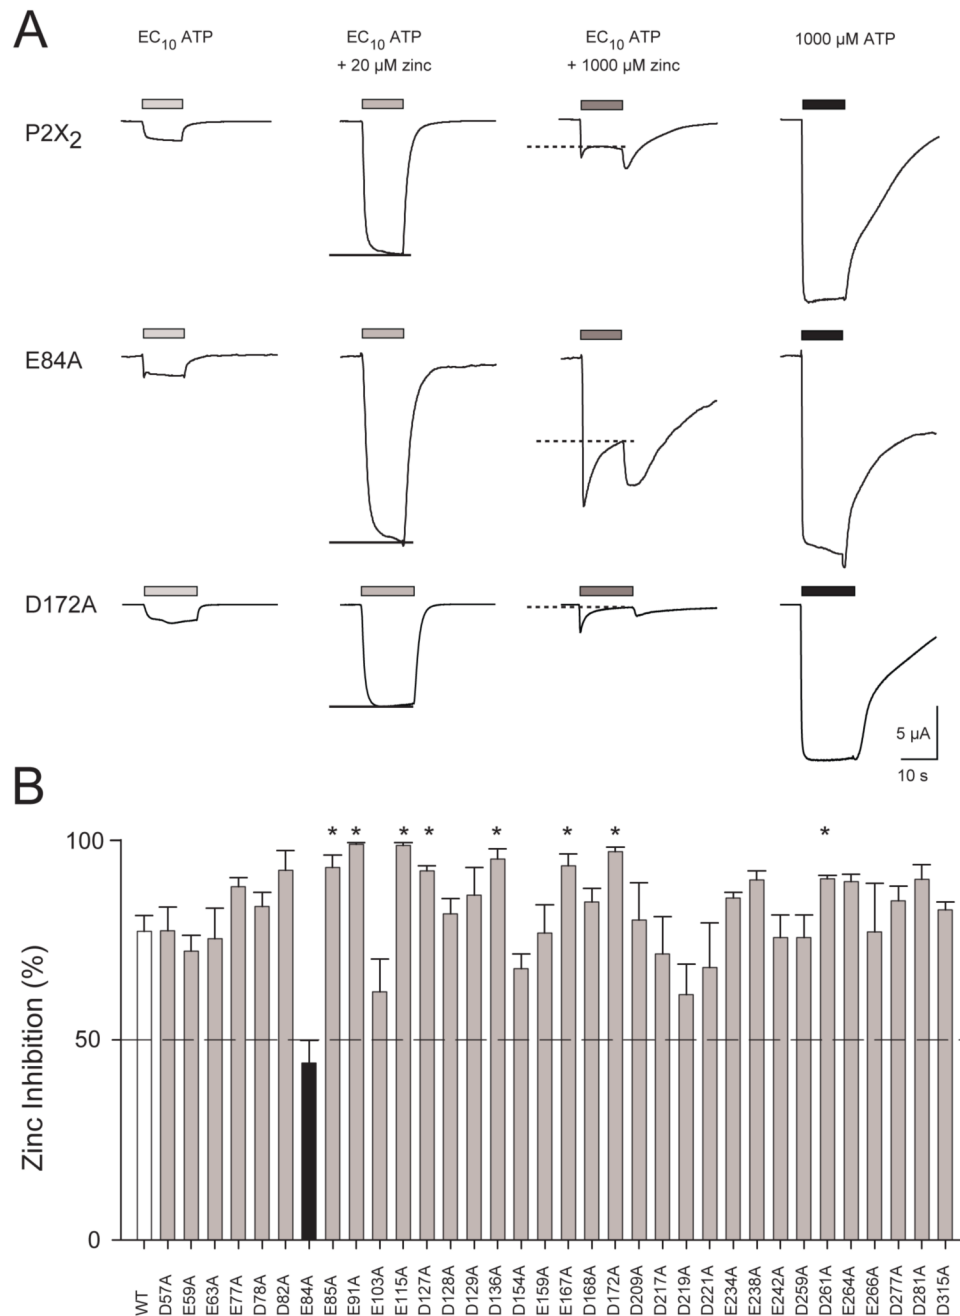 A
EC10 ATP
EC10 ATP
+ 20 µM zinc
EC10 ATP
+ 1000 µM zinc
1000 µM ATP
P2X2
E84A
D172A
5 µA
10 s
B
* * * * * * * *
100
50
0
Zinc Inhibition (%)
WT
D57A
E59A
E63A
E77A
D78A
D82A
E84A
E85A
E91A
E103A
E115A
D127A
D128A
D129A
D136A
D154A
E159A
E167A
D168A
D172A
D209A
D217A
D219A
D221A
E234A
E238A
E242A
D259A
D261A
E264A
E266A
D277A
D281A
D315A